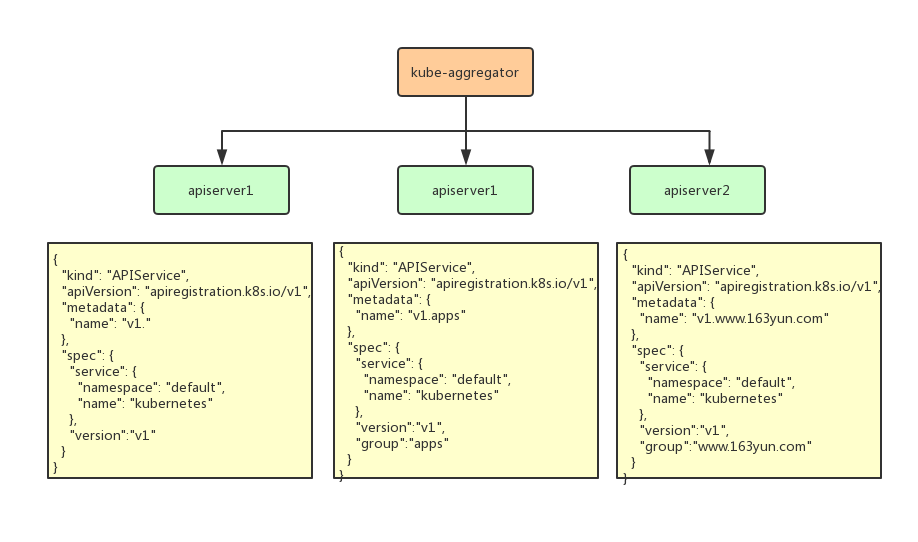 kube-aggregator
apiserver1
apiserver1
apiserver2
{
"kind": "APIService",
"apiVersion": "apiregistration.k8s.io/v1",
"metadata": {
"name": "v1."
},
"spec": {
"service": {
"namespace": "default",
"name": "kubernetes"
},
"version":"v1"
}
}
{
"kind": "APIService",
"apiVersion": "apiregistration.k8s.io/v1",
"metadata": {
"name": "v1.apps"
},
"spec": {
"service": {
"namespace": "default",
"name": "kubernetes"
},
"version":"v1",
"group":"apps"
}
}
{
"kind": "APIService",
"apiVersion": "apiregistration.k8s.io/v1",
"metadata": {
"name": "v1.www.163yun.com"
},
"spec": {
"service": {
"namespace": "default",
"name": "kubernetes"
},
"version":"v1",
"group":"www.163yun.com"
}
}